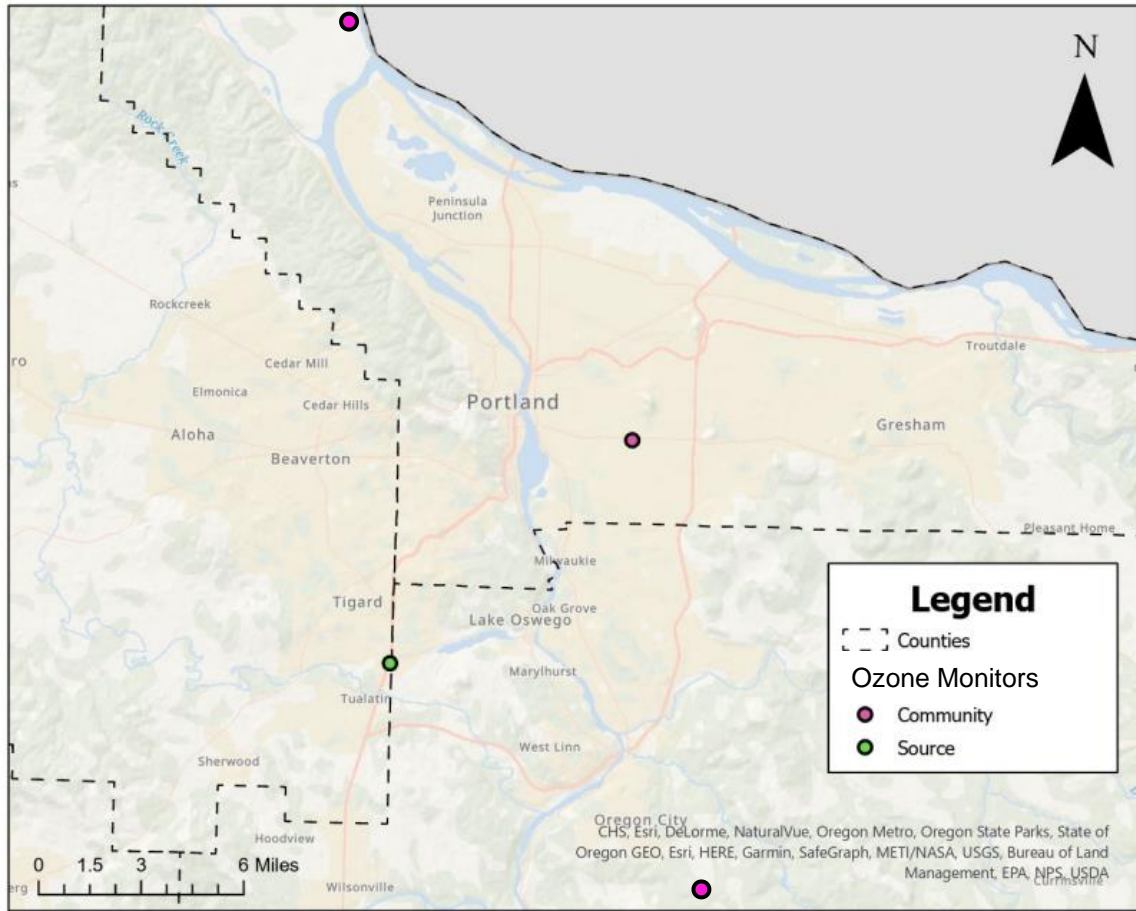 N
Rock Creek
Peninsula
Junction
Rockcreek
Troutdale
ro
Cedar Mill
Elmonica
Cedar Hills
Portland
Gresham
Aloha
Beaverton
Pleasant Home
Milwaukie
Tigard
Oak Grove
Lake Oswego
Marylhurst
Tualatin
West Linn
Sherwood
Oregon City
Hoodview
Wilsonville
erg
Currinsville
Legend
Counties
Ozone Monitors
Community
Source
0 1.5 3 6 Miles
CHS, Esri, DeLorme, NaturalVue, Oregon Metro, Oregon State Parks, State of
Oregon GEO, Esri, HERE, Garmin, SafeGraph, METI/NASA, USGS, Bureau of Land
Management, EPA, NPS, USDA